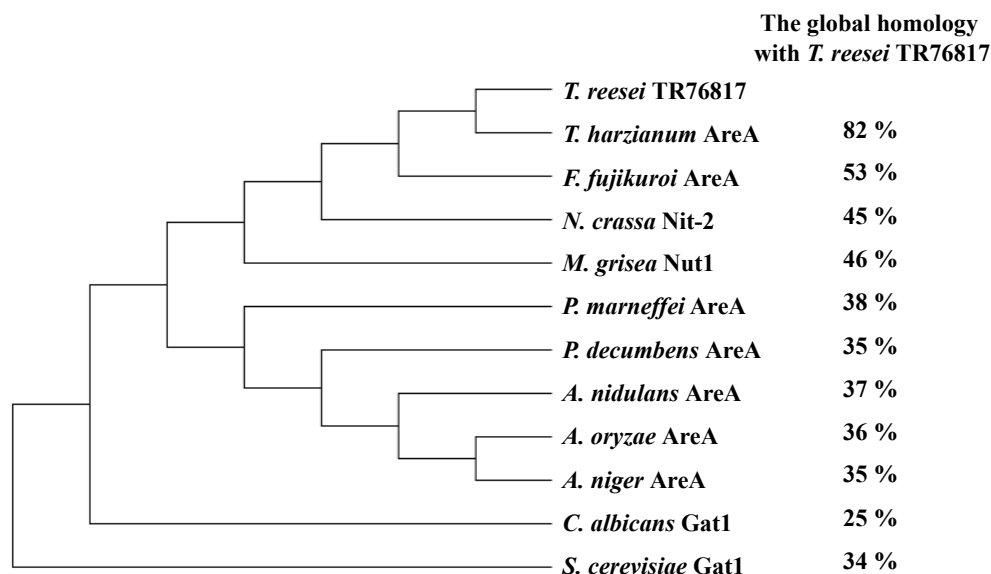 The global homology
with T. reesei TR76817
T. reesei TR76817
T. harzianum AreA 82 %
F. fujikuroi AreA 53 %
N. crassa Nit-2 45 %
M. grisea Nut1 46 %
P. marneffei AreA 38 %
P. decumbens AreA 35 %
A. nidulans AreA 37 %
A. oryzae AreA 36 %
A. niger AreA 35 %
C. albicans Gat1 25 %
S. cerevisiae Gat1 34 %